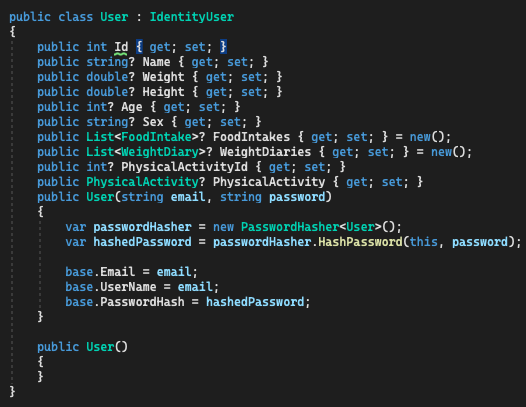 public class User : IdentityUser
{
    public int Id { get; set; }
    public string? Name { get; set; }
    public double? Weight { get; set; }
    public double? Height { get; set; }
    public int? Age { get; set; }
    public string? Sex { get; set; }
    public List<FoodIntake>? FoodIntakes { get; set; } = new();
    public List<WeightDiary>? WeightDiaries { get; set; } = new();
    public int? PhysicalActivityId { get; set; }
    public PhysicalActivity? PhysicalActivity { get; set; }
    public User(string email, string password)
    {
        var passwordHasher = new PasswordHasher<User>();
        var hashedPassword = passwordHasher.HashPassword(this, password);

        base.Email = email;
        base.UserName = email;
        base.PasswordHash = hashedPassword;
    }

    public User()
    {
    }
}